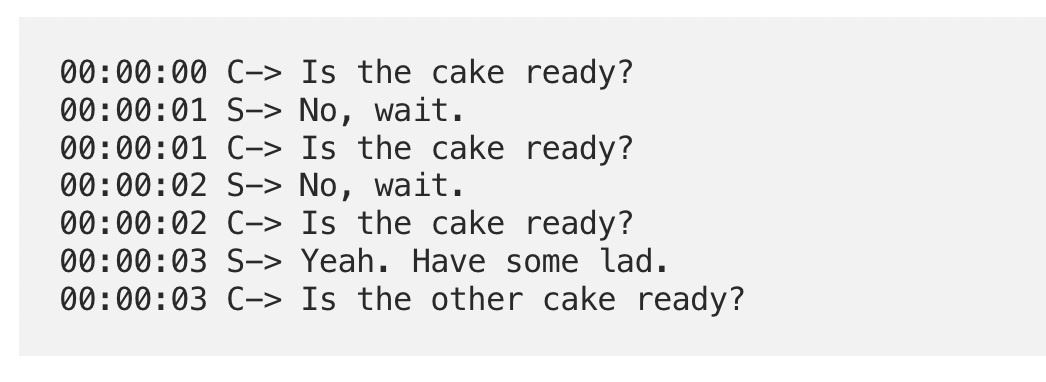 00:00:00 C—> Is the cake ready?
00:00:01 S—> No, wait.
00:00:01 C—> Is the cake ready?
00:00:02 S—> No, wait.
00:00:02 C—> Is the cake ready?
00:00:03 S—> Yeah. Have some lad.
00:00:03 C—> Is the other cake ready?